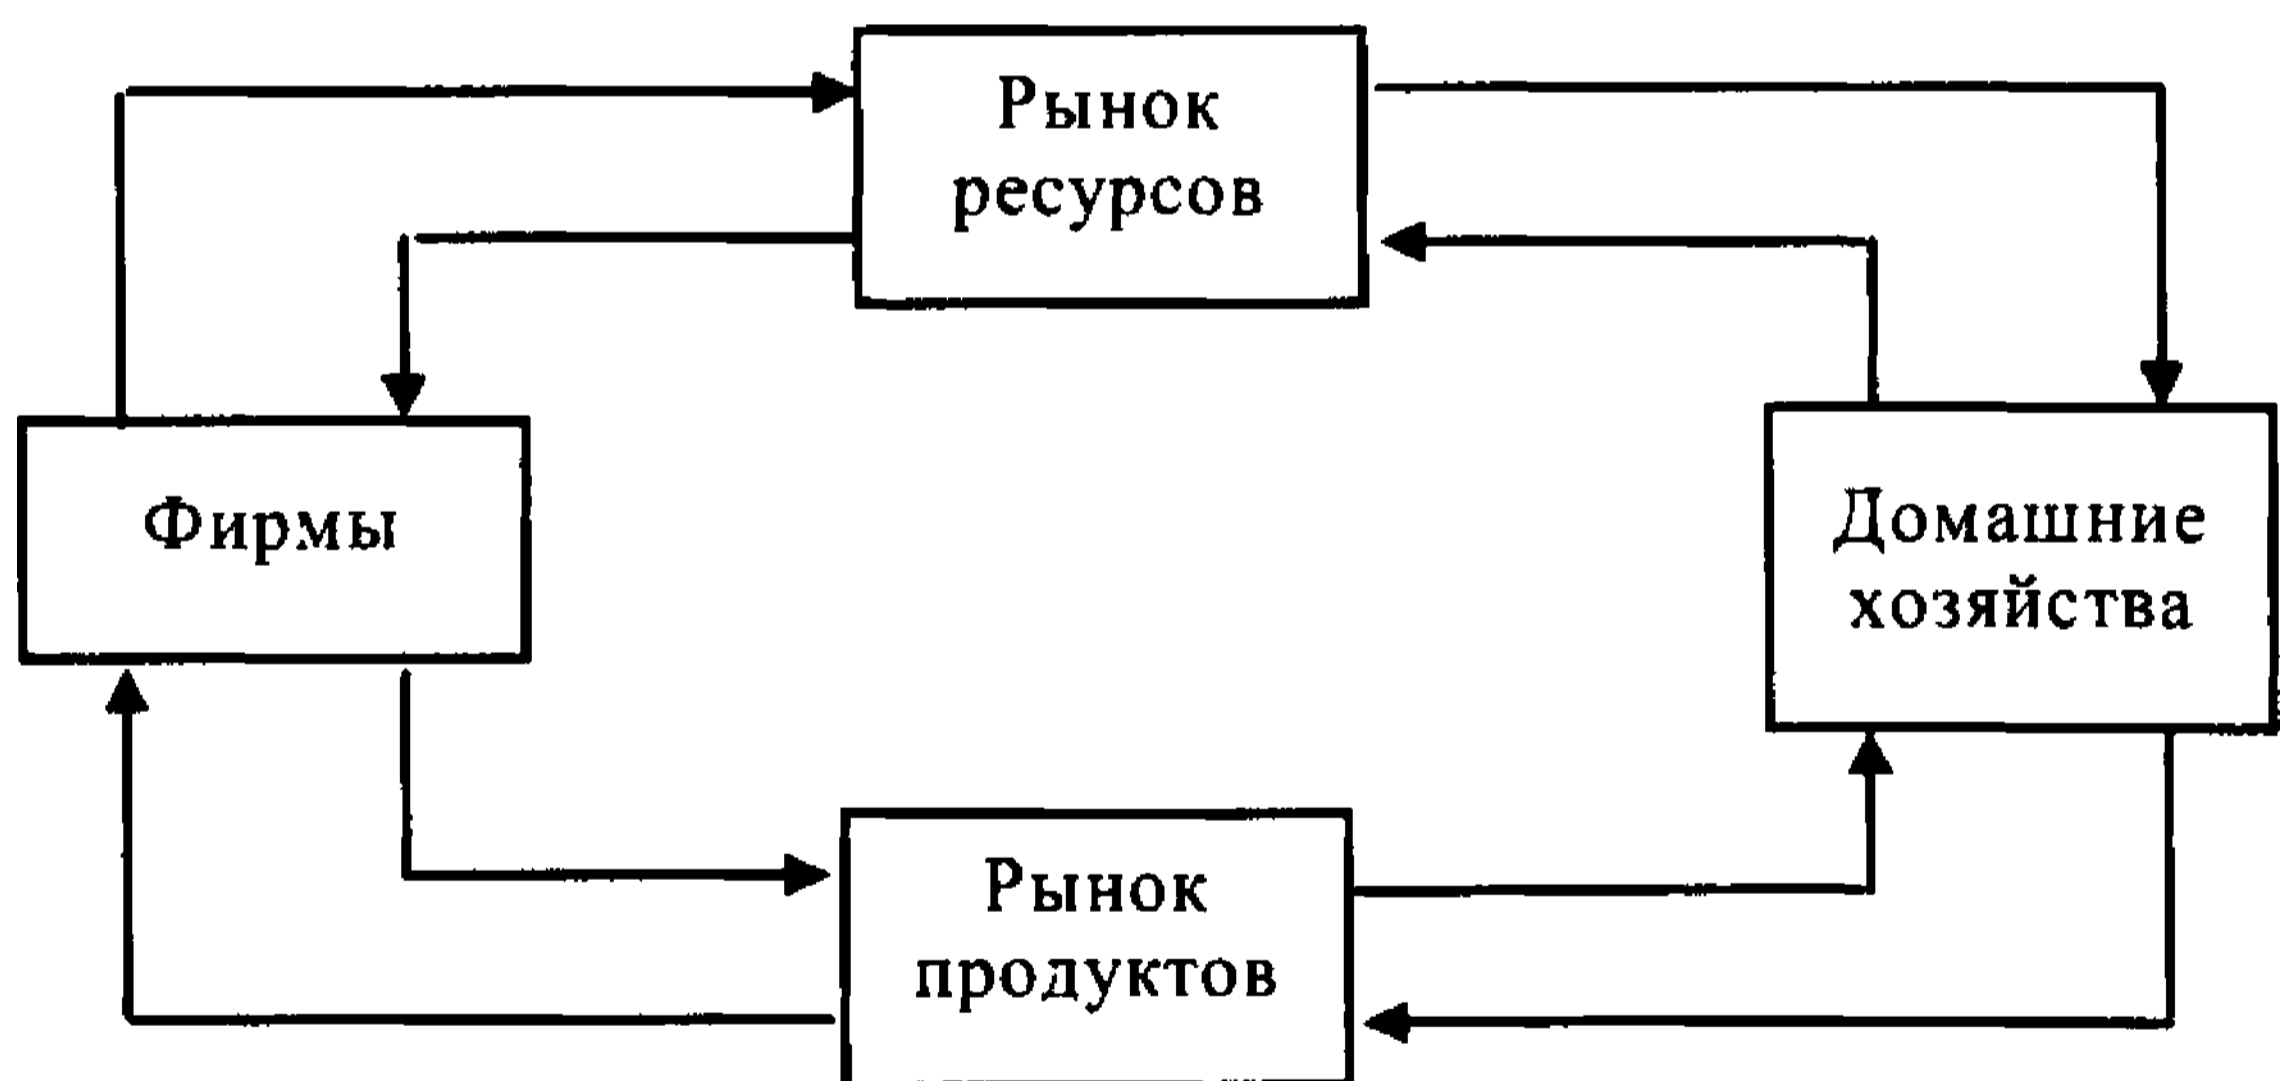 Рынок
ресурсов
Фирмы
Домашние
хозяйства
Рынок
продуктов